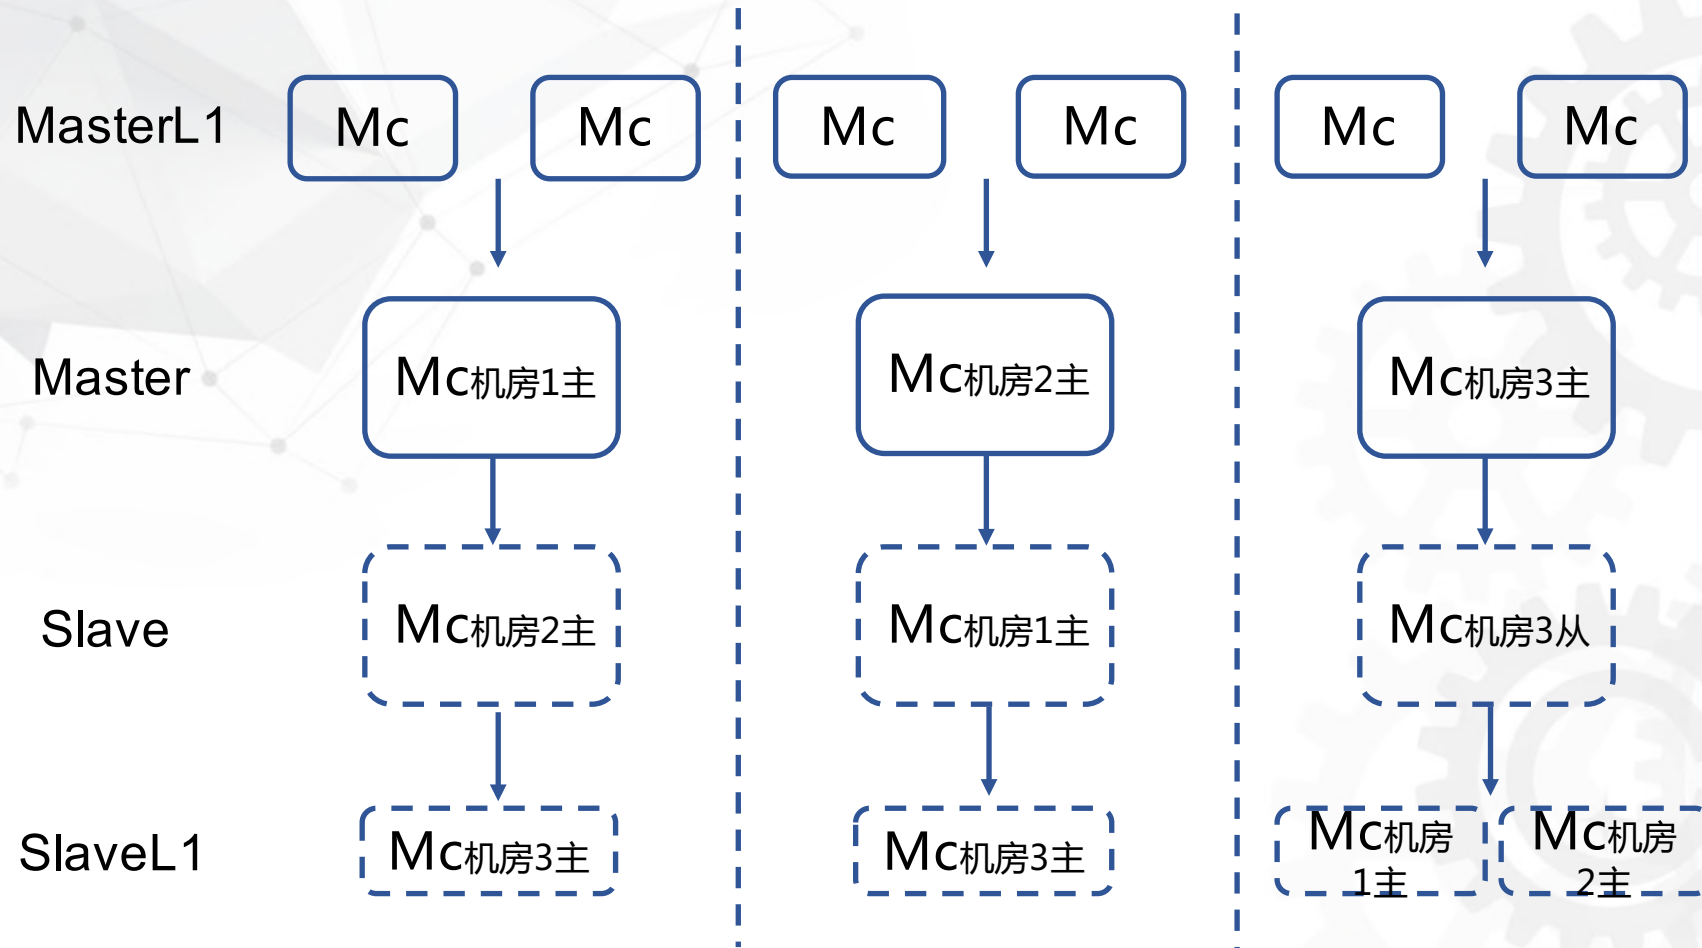 MasterL1 Mc Mc Mc Mc Mc Mc
Master Mc机房1主 Mc机房2主 Mc机房3主
Slave Mc机房2主 Mc机房1主 Mc机房3从
SlaveL1 Mc机房3主 Mc机房3主 Mc机房 Mc机房
1主 2主